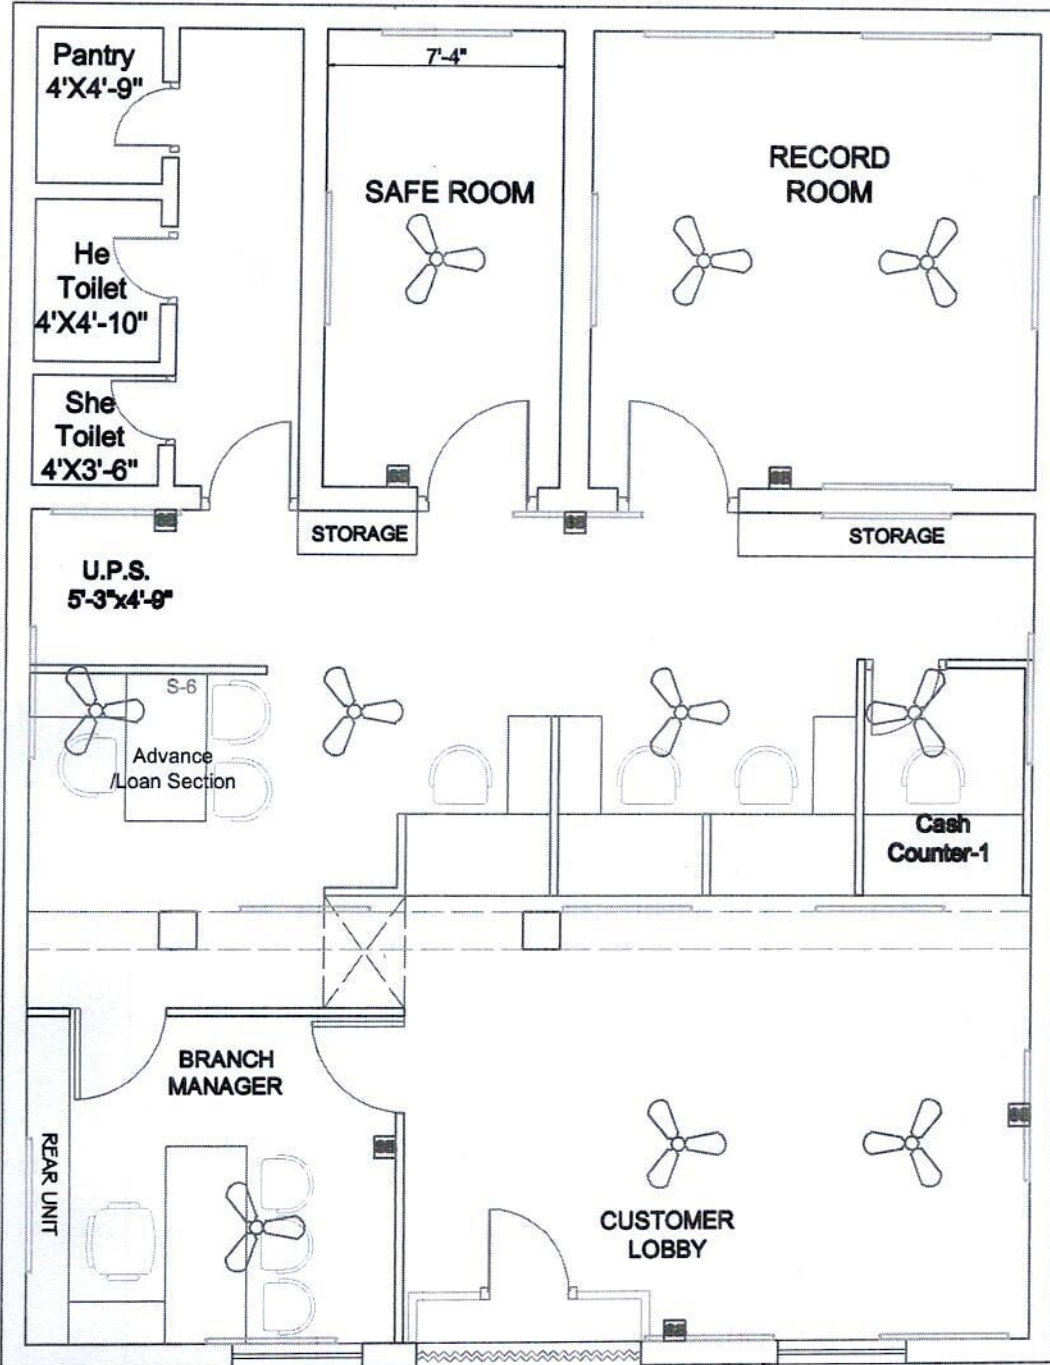 Pantry
4'X4'-9"
7'-4"
SAFE ROOM
RECORD
ROOM
He
Toilet
4'X4'-10"
She
Toilet
4'X3'-6"
STORAGE
STORAGE
U.P.S.
5'-3"x4'-9"
S-6
Advance
/Loan Section
Cash
Counter-1
BRANCH
MANAGER
REAR UNIT
CUSTOMER
LOBBY